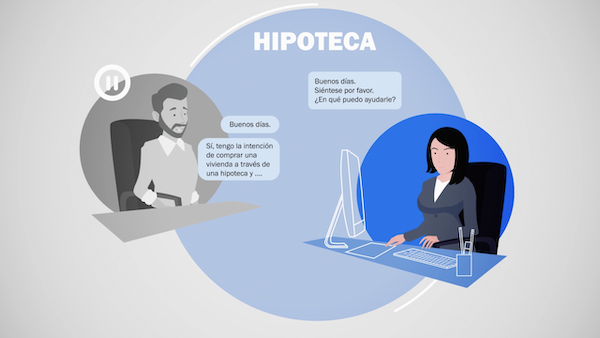 HIPOTECA
Buenos días.
Siéntese por favor.
¿En qué puedo ayudarle?
Buenos días.
Sí, tengo la intención
de comprar una
vivienda a través de
una hipoteca y ....